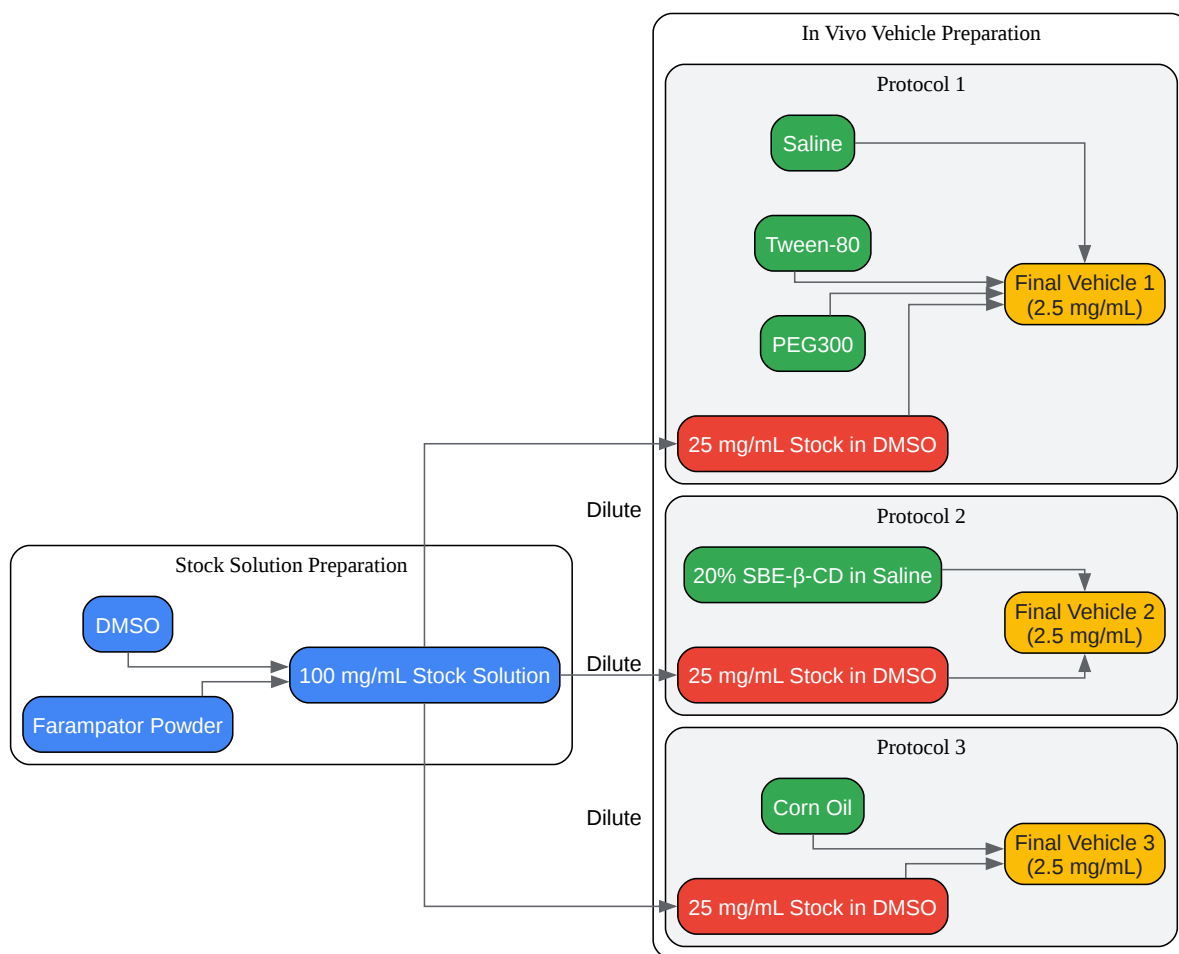 In Vivo Vehicle Preparation
Protocol 1
Saline
Tween-80
Final Vehicle 1
(2.5 mg/mL)
PEG300
25 mg/mL Stock in DMSO
Dilute
Protocol 2
20% SBE-β-CD in Saline
Final Vehicle 2
(2.5 mg/mL)
25 mg/mL Stock in DMSO
Stock Solution Preparation
DMSO
Farampator Powder
100 mg/mL Stock Solution
Dilute
Protocol 3
Corn Oil
Final Vehicle 3
(2.5 mg/mL)
25 mg/mL Stock in DMSO
Dilute